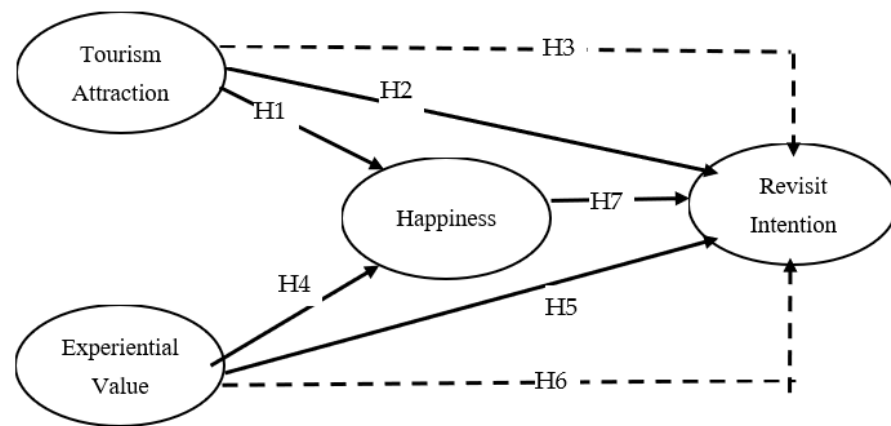 Tourism
Attraction
H3
H2
H1
Happiness
H7
Revisit
Intention
H4
H5
Experiential
Value
H6